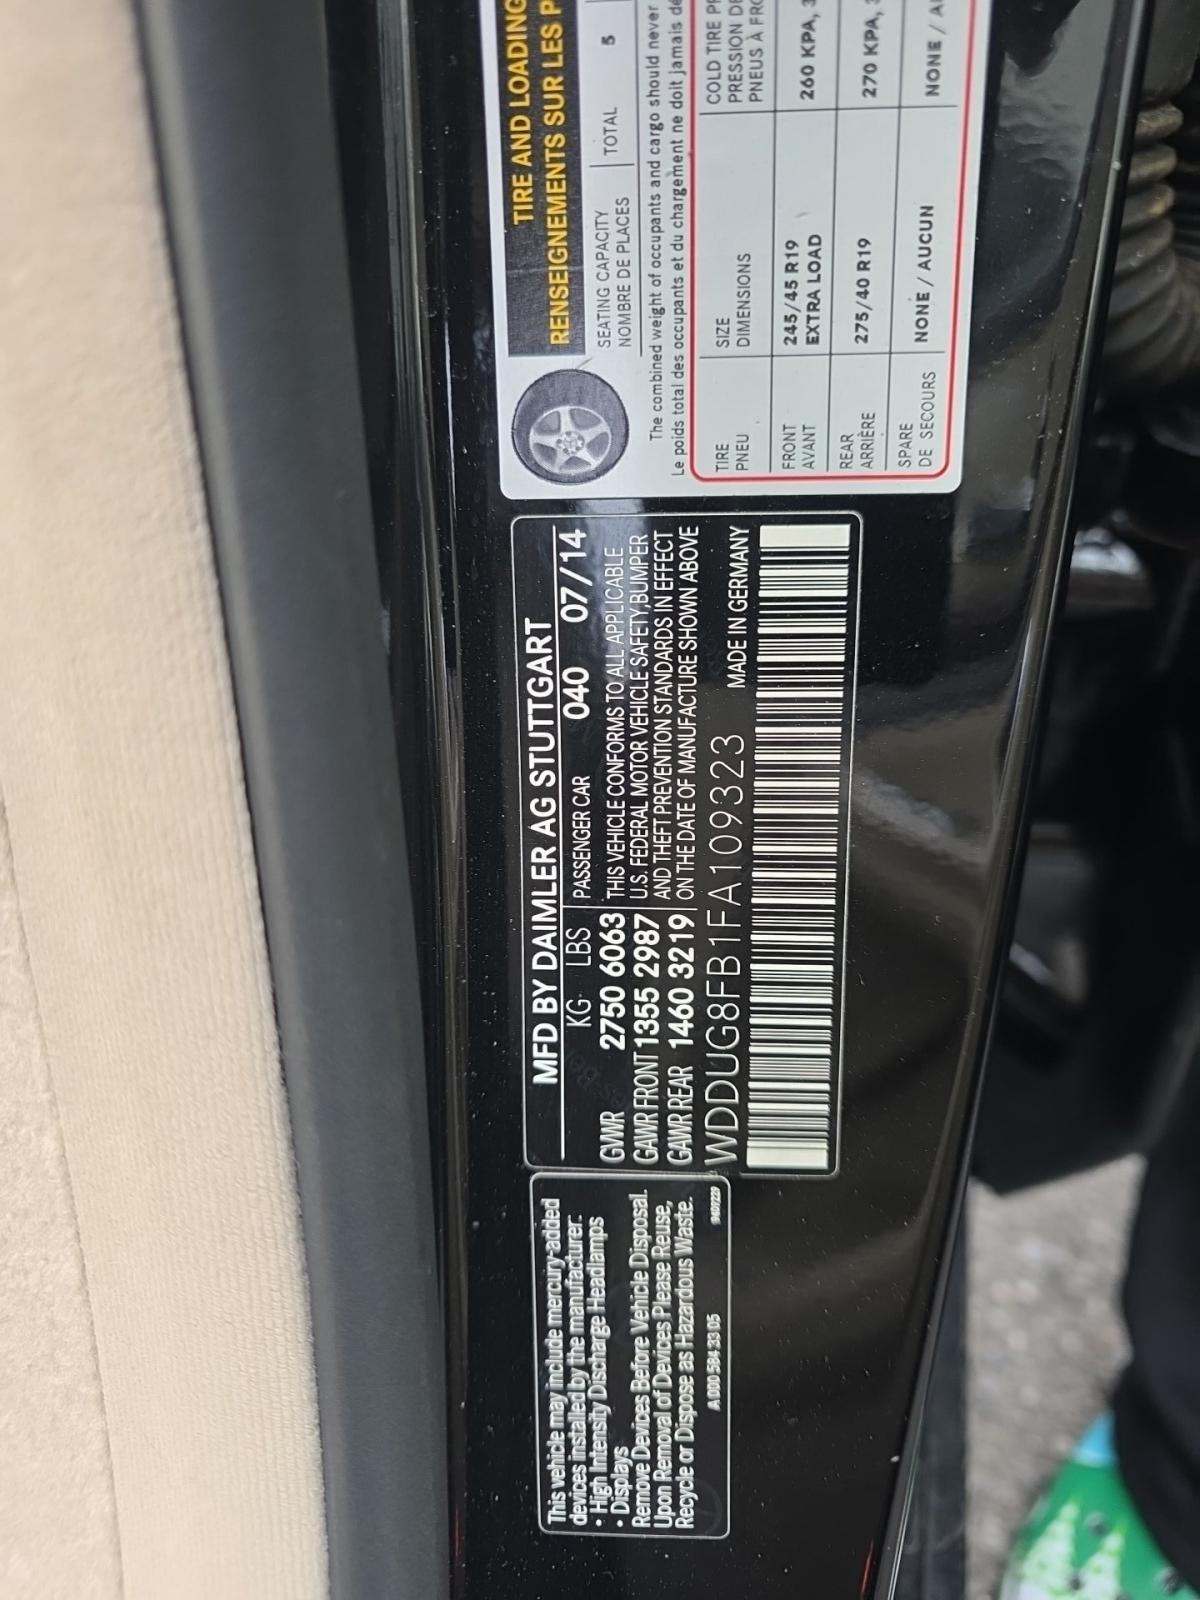 This vehicle may include mercury-added
devices installed by the manufacturer:
• High Intensity Discharge Headlamps
• Displays
Remove Devices Before Vehicle Disposal.
Upon Removal of Devices Please Reuse,
Recycle or Dispose as Hazardous Waste.
A 000 584 33 05
MFD BY DAIMLER AG STUTTGART
KG LBS PASSENGER CAR 040 07/14
GVWR 2750 6063
GAWR FRONT 1355 2987
GAWR REAR 1460 3219
THIS VEHICLE CONFORMS TO ALL APPLICABLE
U.S. FEDERAL MOTOR VEHICLE SAFETY,BUMPER
AND THEFT PREVENTION STANDARDS IN EFFECT
ON THE DATE OF MANUFACTURE SHOWN ABOVE
WDDUG8FB1FA109323 MADE IN GERMANY
TIRE AND LOADING
RENSEIGNEMENTS SUR LES P
SEATING CAPACITY
NOMBRE DE PLACES
TOTAL 5
The combined weight of occupants and cargo should never
Le poids total des occupants et du chargement ne doit jamais dé
TIRE
PNEU
SIZE
DIMENSIONS
COLD TIRE PR
PRESSION DE
PNEUS À FRO
FRONT
AVANT
245/45 R19
EXTRA LOAD
260 KPA, 3
REAR
ARRIÈRE
275/40 R19
270 KPA,
SPARE
DE SECOURS
NONE / AUCUN
NONE / AU